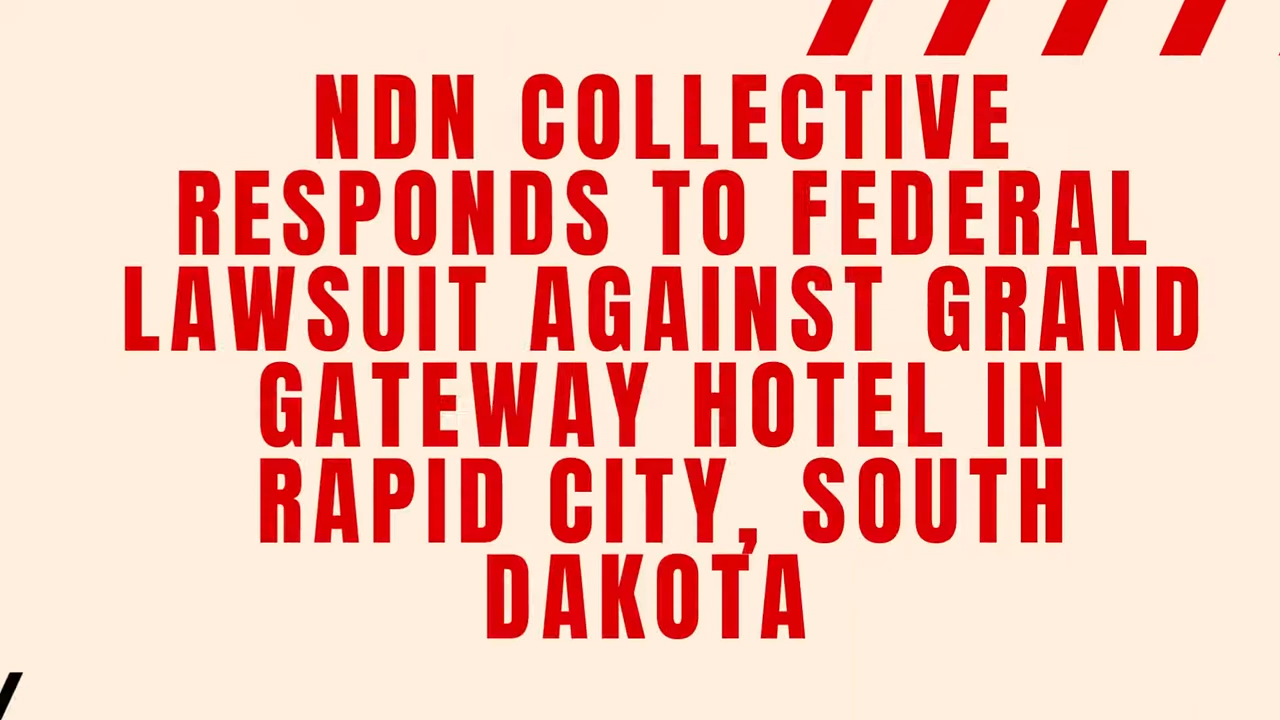 NDN COLLECTIVE
RESPONDS TO FEDERAL
LAWSUIT AGAINST GRAND
GATEWAY HOTEL IN
RAPID CITY, SOUTH
DAKOTA